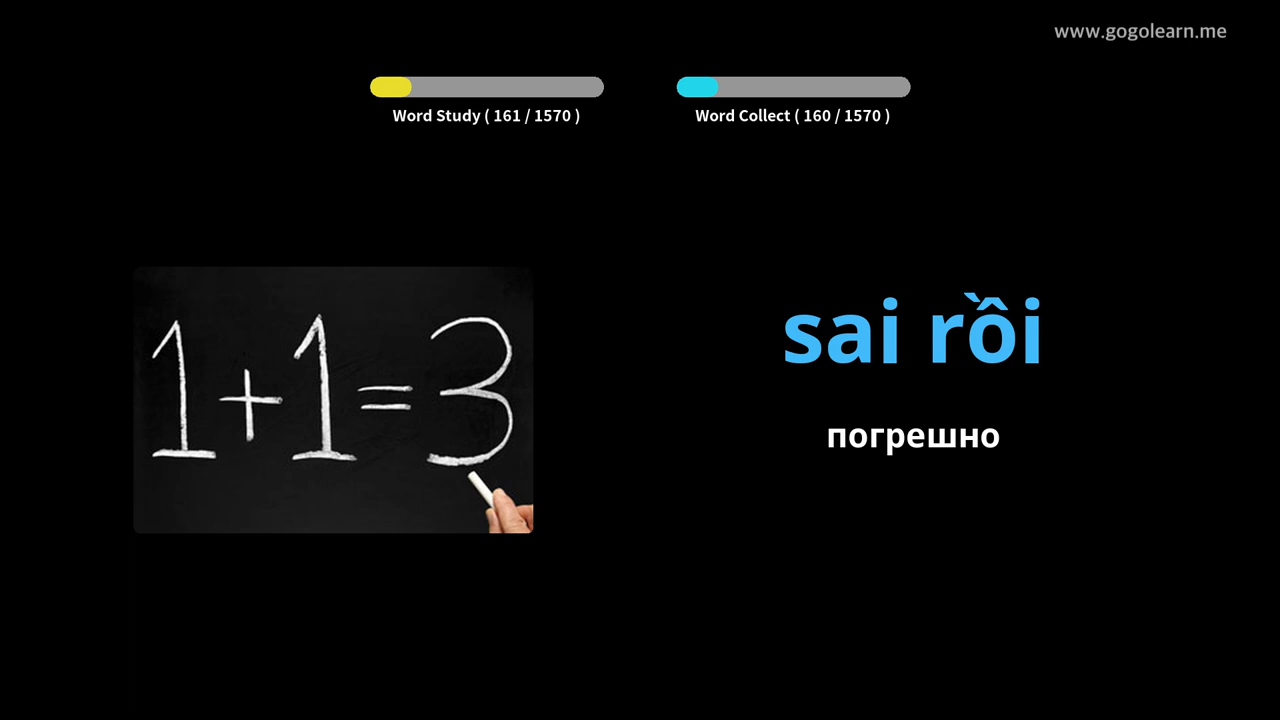 www.gogolearn.me
Word Study ( 161 / 1570 )
Word Collect ( 160 / 1570 )
1+1=3
sai rồi
погрешно